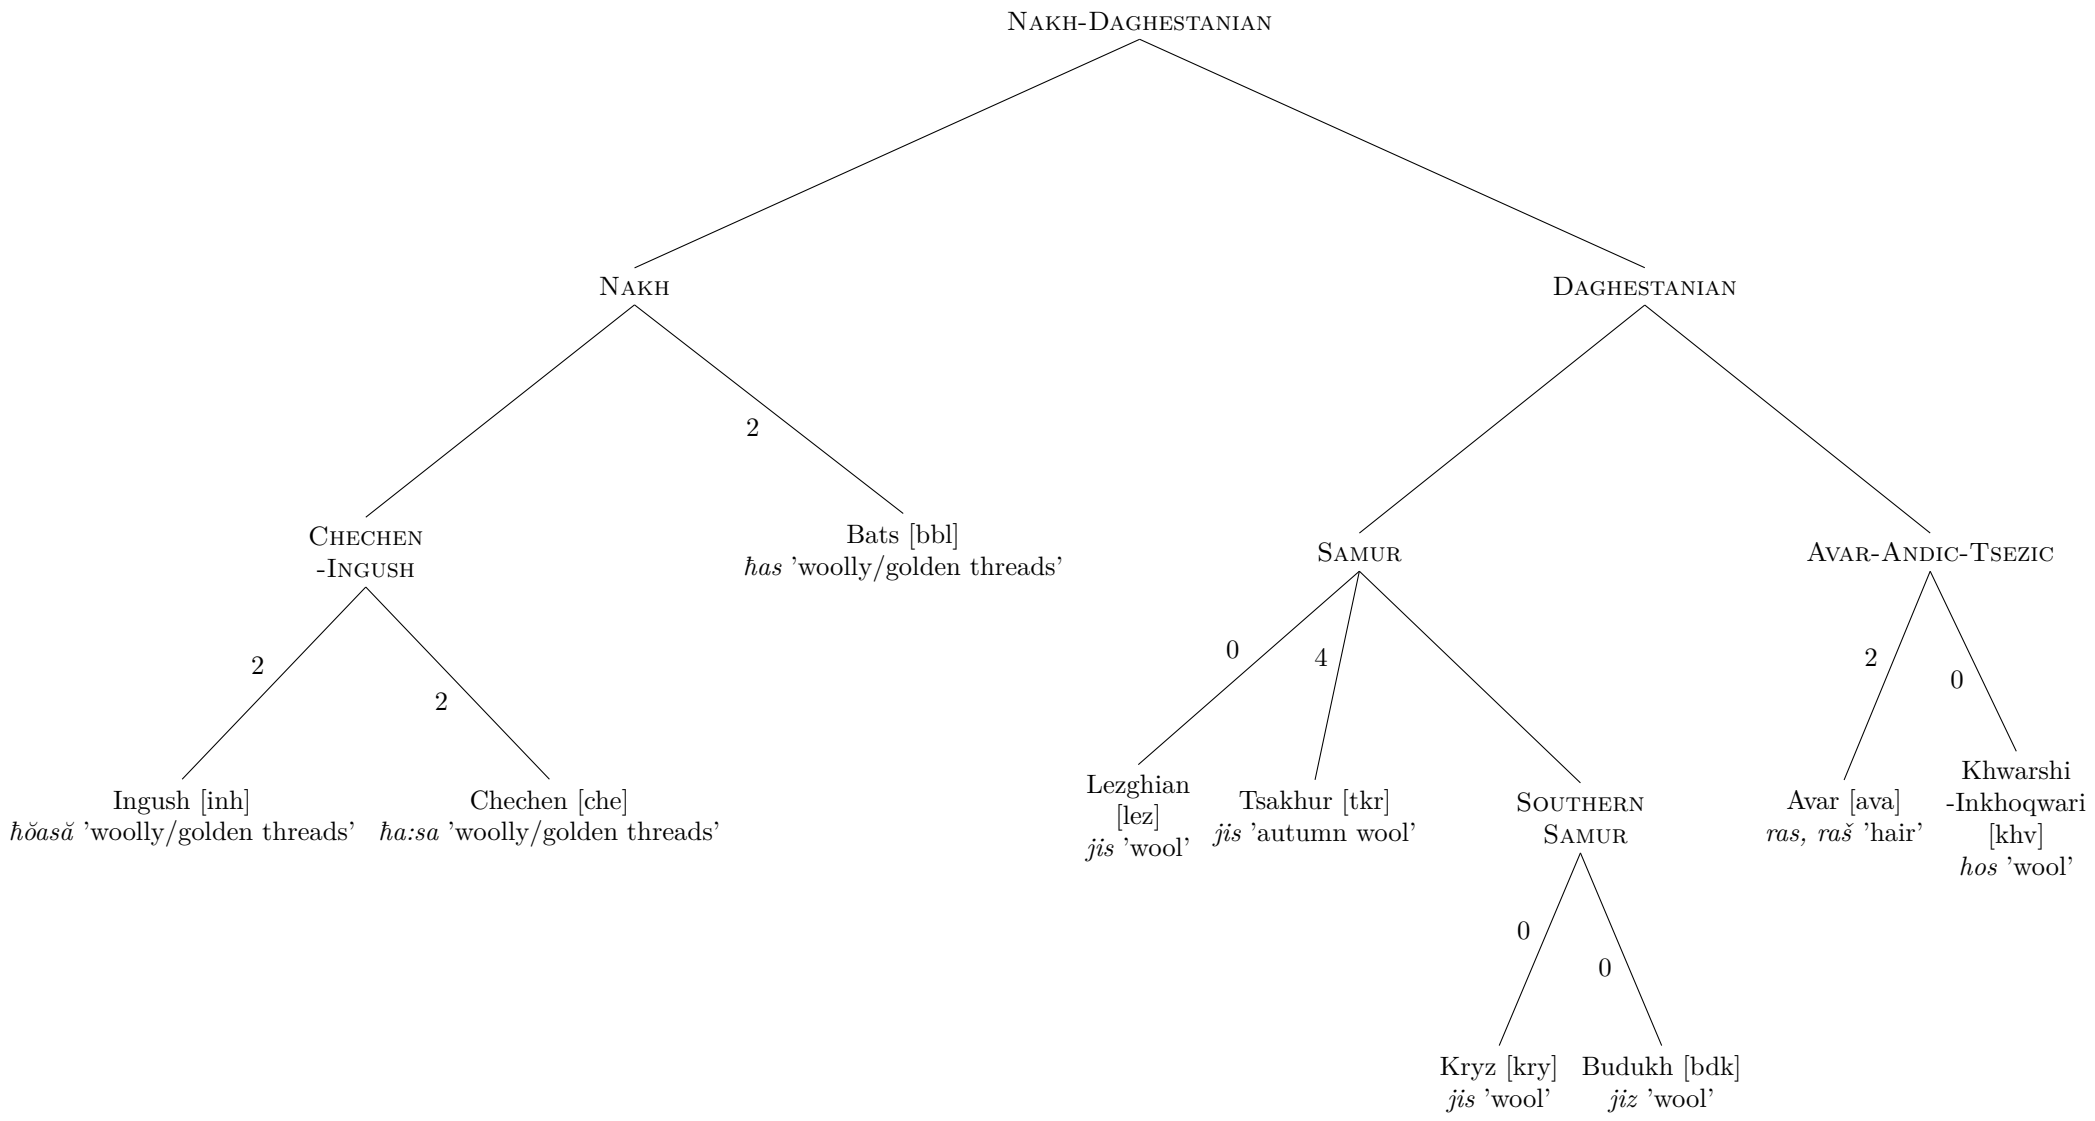 NAKH-DAGHESTANIAN
NAKH
DAGHESTANIAN
2
CHECHEN
-INGUSH
Bats [bbl]
ħas 'woolly/golden threads'
SAMUR
AVAR-ANDIC-TSEZIC
2
2
0
4
2
0
Ingush [inh]
ħŏasă 'woolly/golden threads'
Chechen [che]
ħa:sa 'woolly/golden threads'
Lezghian
[lez]
jis 'wool'
Tsakhur [tkr]
jis 'autumn wool'
SOUTHERN
SAMUR
Avar [ava]
ras, raš 'hair'
Khwarshi
-Inkhoqwari
[khv]
hos 'wool'
0
0
Kryz [kry]
jis 'wool'
Budukh [bdk]
jiz 'wool'